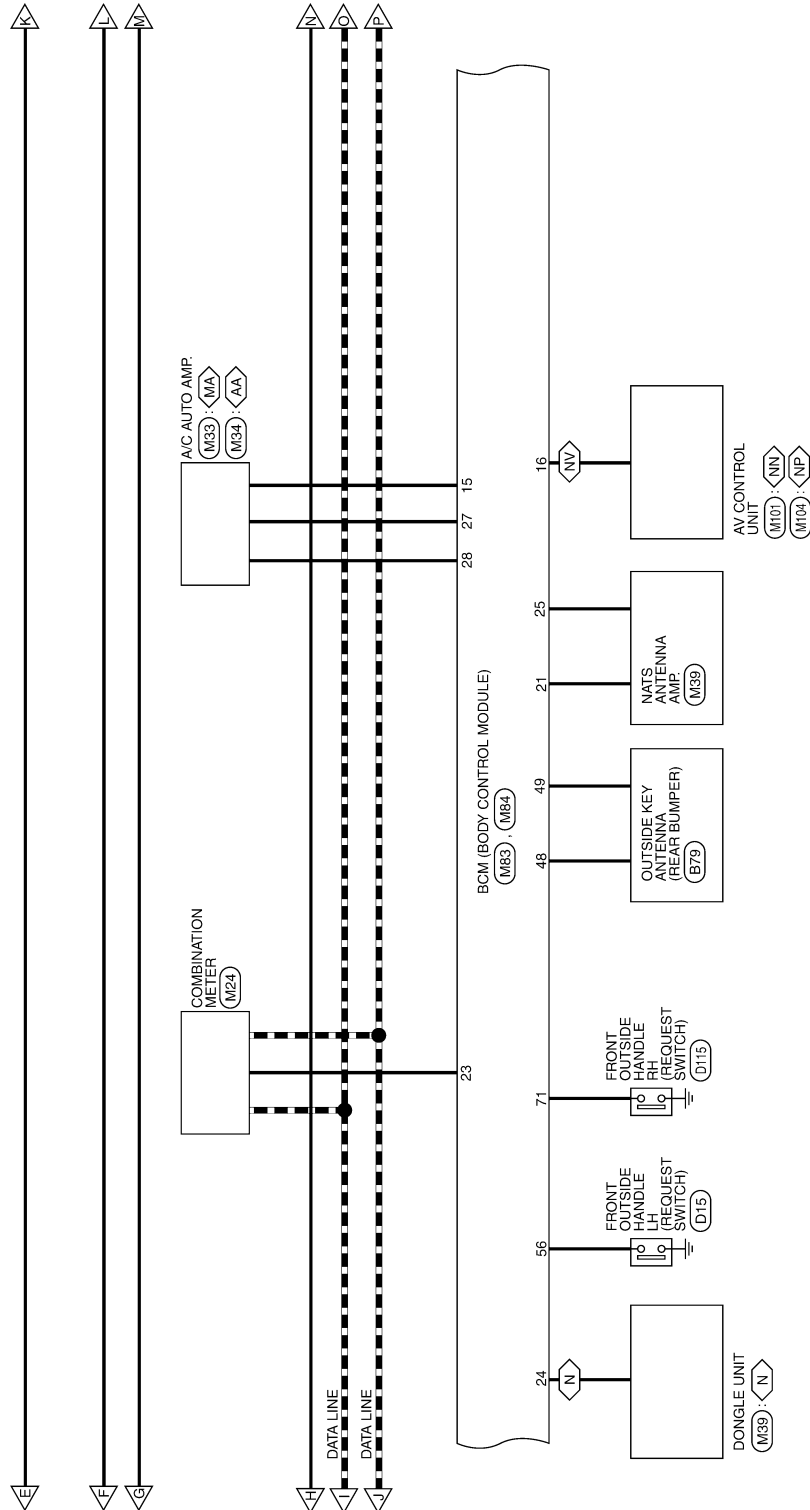 E
K
F
L
G
M
A/C AUTO AMP.
M33 : MA
M34 : AA
COMBINATION
METER
M24
H
N
DATA LINE
I
O
DATA LINE
J
P
23
28
27
15
BCM (BODY CONTROL MODULE)
M83 , M84
24
56
71
48
49
21
25
16
N
NV
DONGLE UNIT
M39 : N
FRONT
OUTSIDE
HANDLE
LH
(REQUEST
SWITCH)
D15
FRONT
OUTSIDE
HANDLE
RH
(REQUEST
SWITCH)
D115
OUTSIDE KEY
ANTENNA
(REAR BUMPER)
B79
NATS
ANTENNA
AMP.
M39
AV CONTROL
UNIT
M101 : NN
M104 : NP